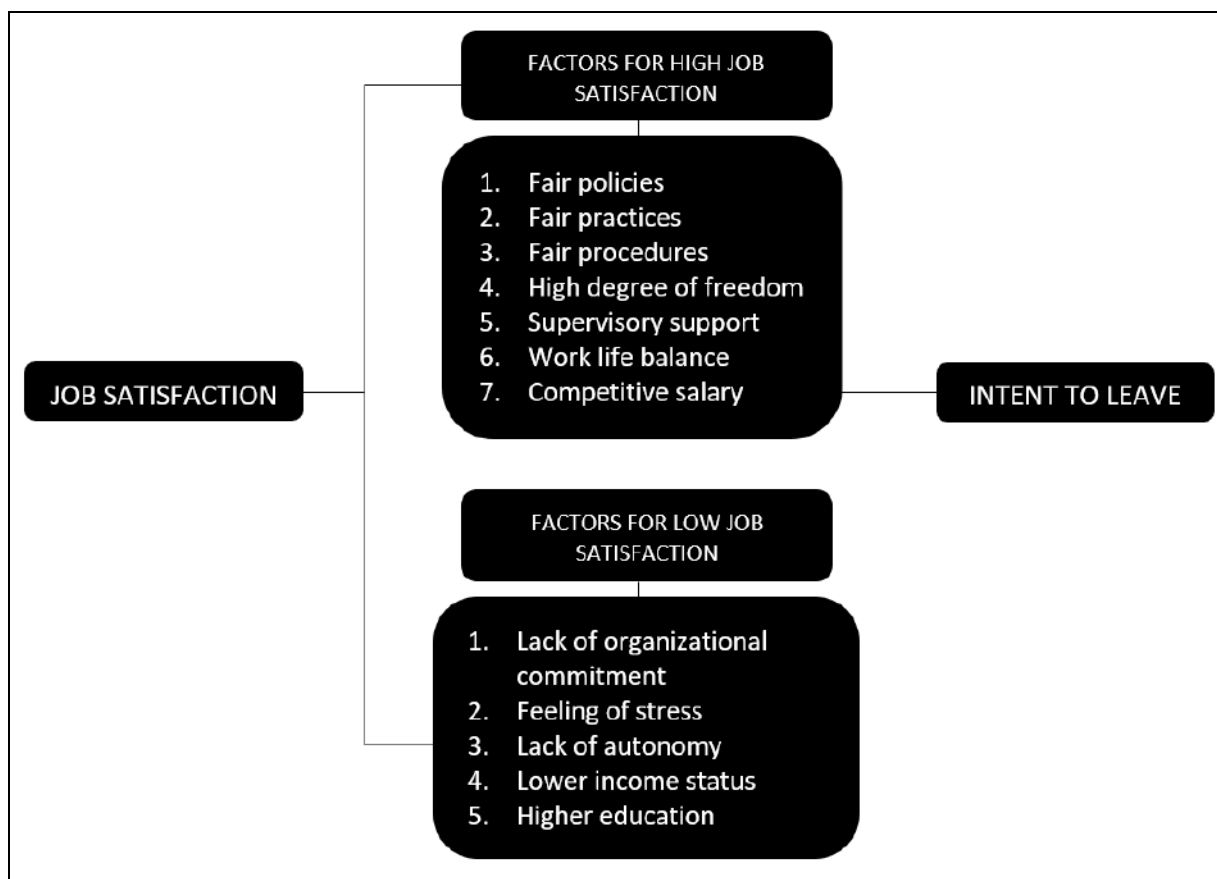 FACTORS FOR HIGH JOB
SATISFACTION
1. Fair policies
2. Fair practices
3. Fair procedures
4. High degree of freedom
5. Supervisory support
6. Work life balance
7. Competitive salary
JOB SATISFACTION
INTENT TO LEAVE
FACTORS FOR LOW JOB
SATISFACTION
1. Lack of organizational
commitment
2. Feeling of stress
3. Lack of autonomy
4. Lower income status
5. Higher education